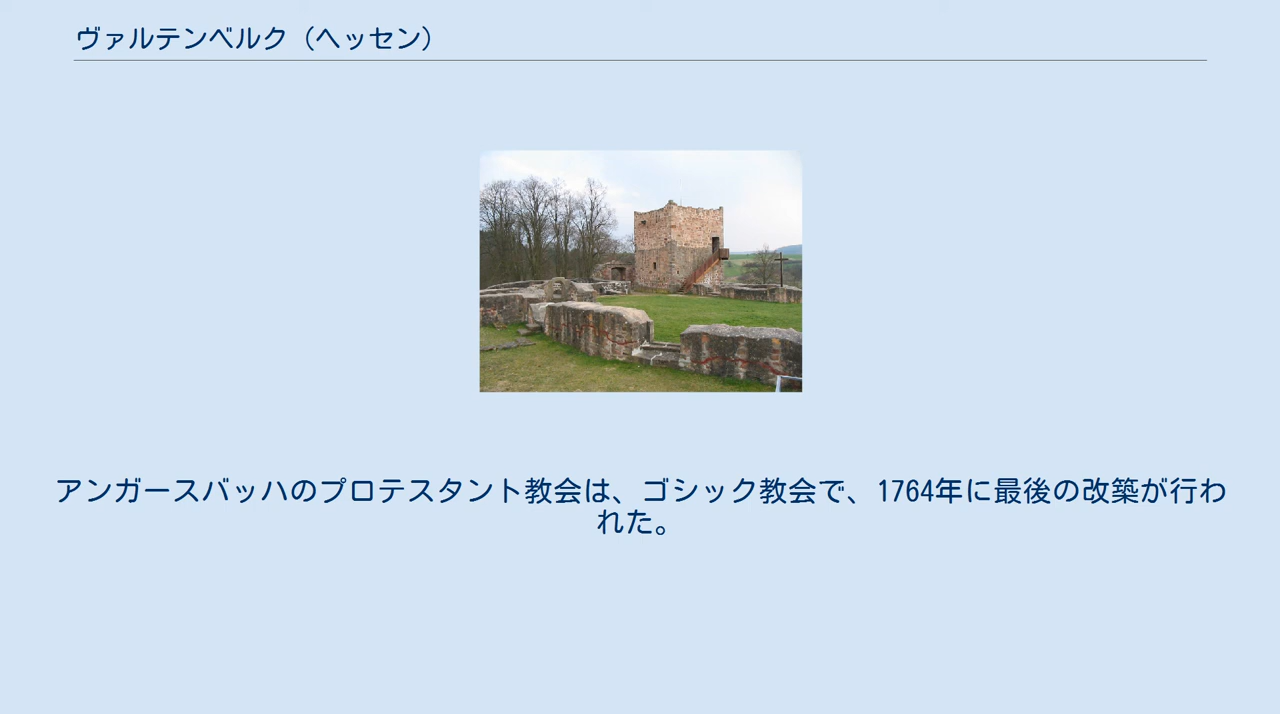 ヴァルテンベルク（ヘッセン）
アンガースバッハのプロテスタント教会は、ゴシック教会で、1764年に最後の改築が行わ
れた。